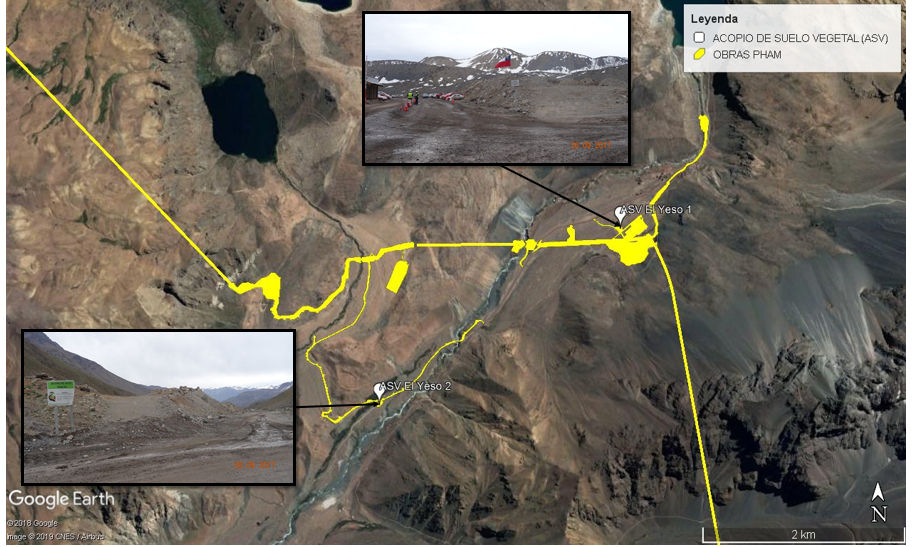 Leyenda
ACOPIO DE SUELO VEGETAL (ASV)
OBRAS PHAM
ASV El Yeso 1
ASV El Yeso 2
Google Earth
©2018 Google
Image © 2019 CNES / Airbus
N
2 km